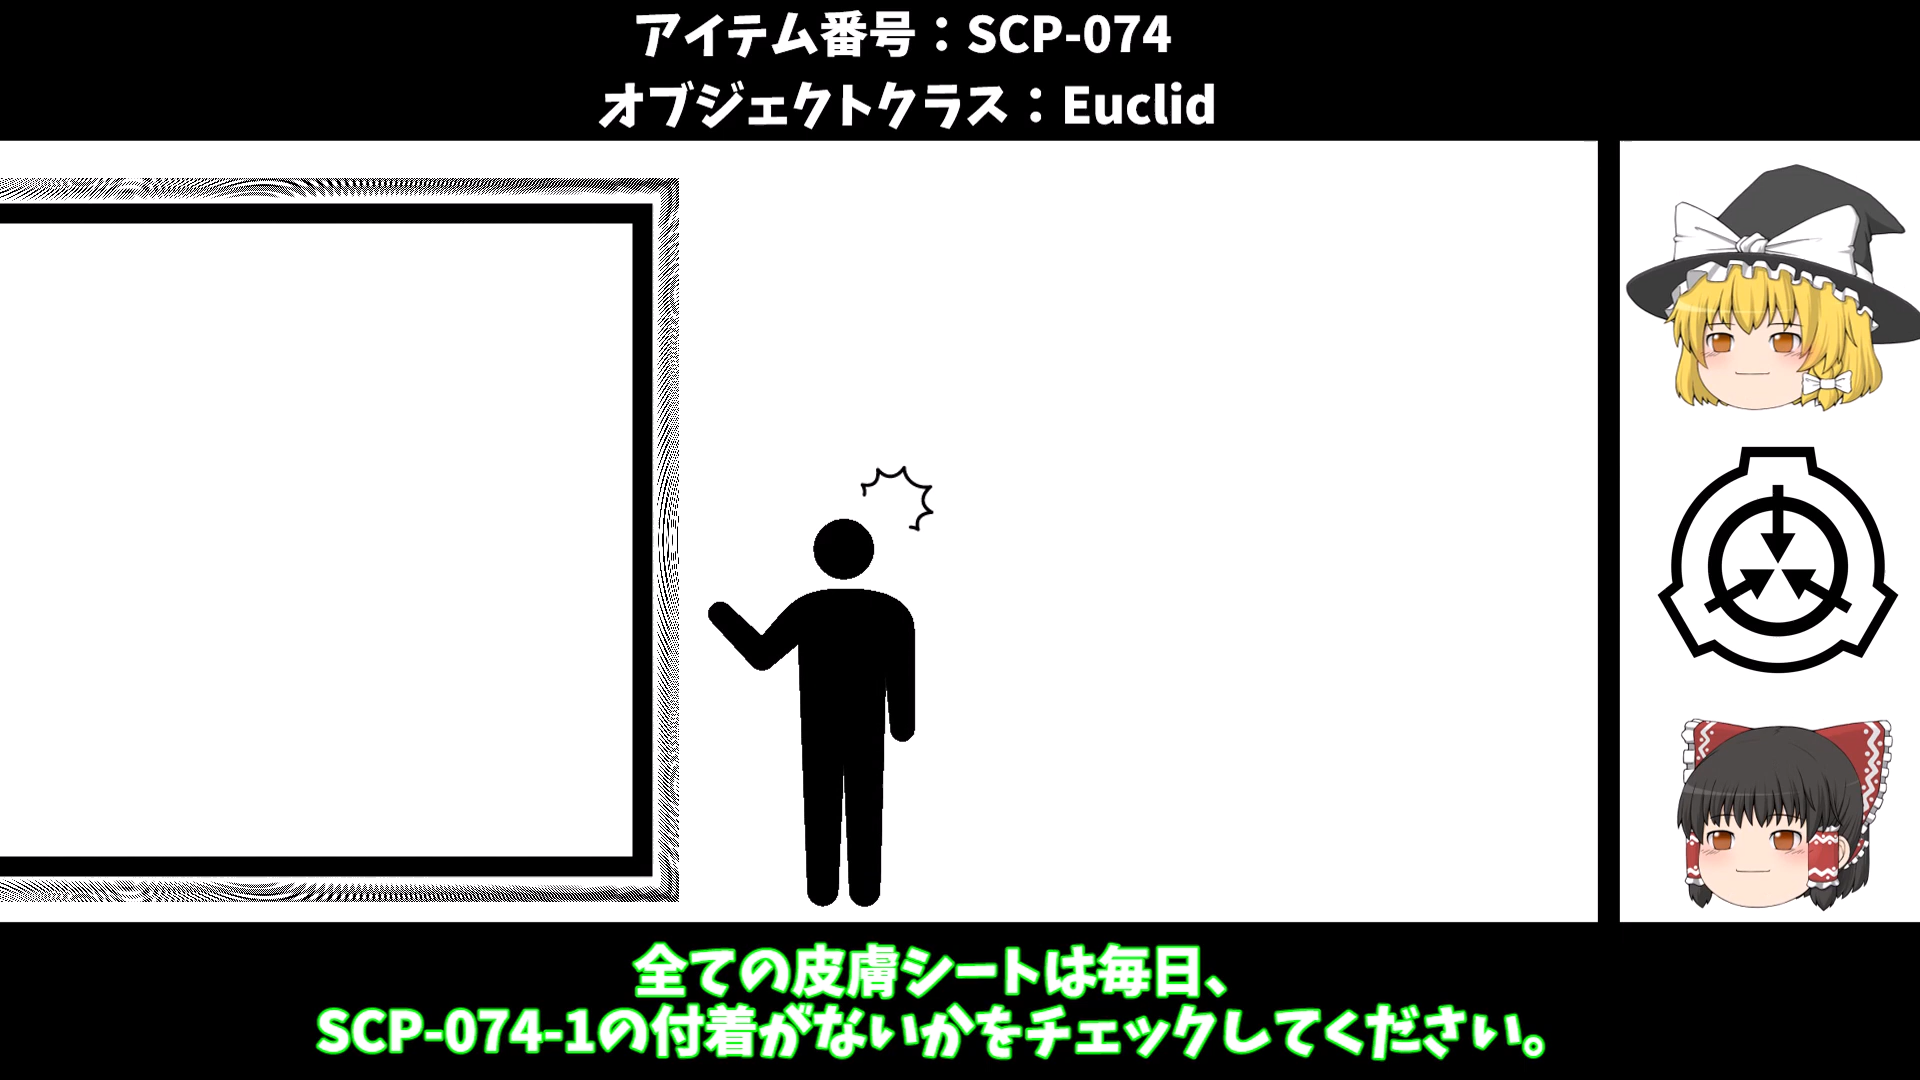 アイテム番号：SCP-074
オブジェクトクラス：Euclid
全ての皮膚シートは毎日、
SCP-074-1の付着がないかをチェックしてください。